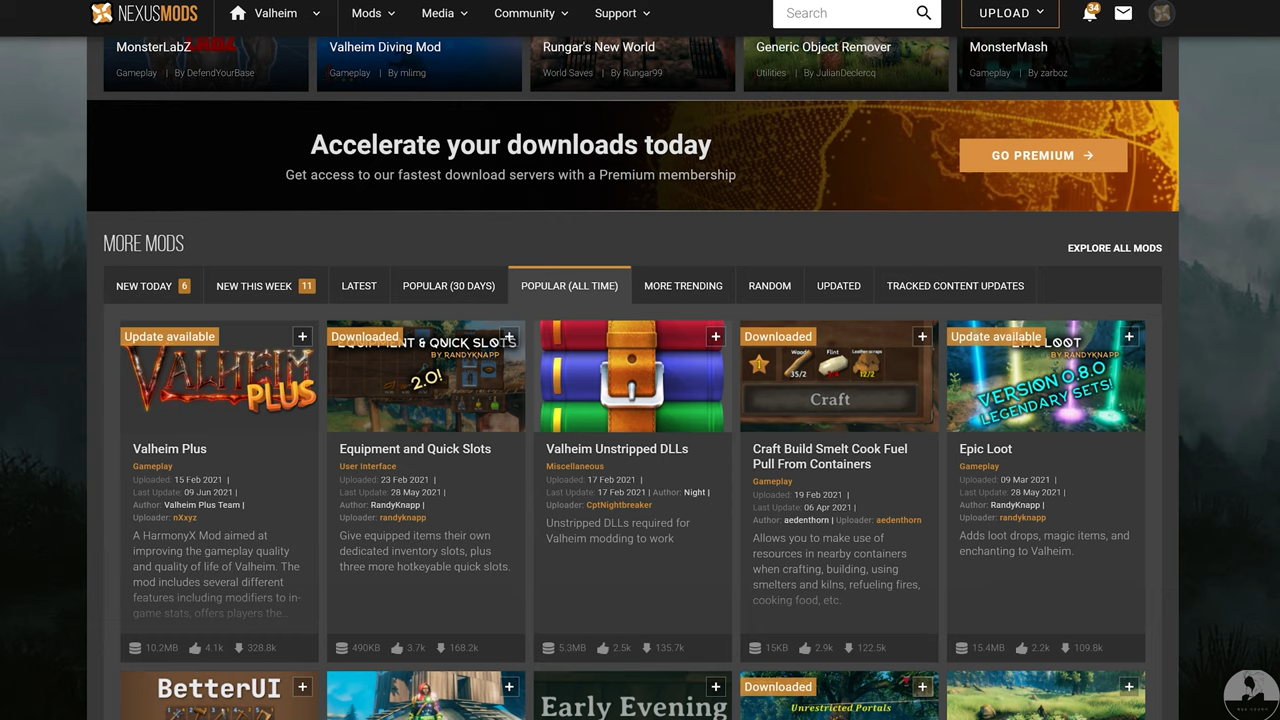 NEXUSMODS Valheim Mods Media Community Support Search UPLOAD 34
MonsterLabZ Valheim Diving Mod Rungar's New World Generic Object Remover MonsterMash
Gameplay | By DefendYourBase Gameplay | By mlimg World Saves | By Rungar99 Utilities | By JulianDeclercq Gameplay | By zarboz
Accelerate your downloads today
Get access to our fastest download servers with a Premium membership
GO PREMIUM
MORE MODS
EXPLORE ALL MODS
NEW TODAY 6 NEW THIS WEEK 11 LATEST POPULAR (30 DAYS) POPULAR (ALL TIME) MORE TRENDING RANDOM UPDATED TRACKED CONTENT UPDATES
Update available
VALHEIM
PLUS
Valheim Plus
Gameplay
Uploaded: 15 Feb 2021 |
Last Update: 09 Jun 2021 |
Author: Valheim Plus Team |
Uploader: nXxyz
A HarmonyX Mod aimed at
improving the gameplay quality
and quality of life of Valheim. The
mod includes several different
features including modifiers to in-
game stats, offers players the...
10.2MB 4.1k 328.8k
Downloaded
EQUIPMENT & QUICK SLOTS
BY RANDYKNAPP
2.0!
Equipment and Quick Slots
User Interface
Uploaded: 23 Feb 2021 |
Last Update: 28 May 2021 |
Author: RandyKnapp |
Uploader: randyknapp
Give equipped items their own
dedicated inventory slots, plus
three more hotkeyable quick slots.
490KB 3.7k 168.2k
Valheim Unstripped DLLs
Miscellaneous
Uploaded: 17 Feb 2021 |
Last Update: 17 Feb 2021 | Author: Night |
Uploader: CptNightbreaker
Unstripped DLLs required for
Valheim modding to work
5.3MB 2.5k 135.7k
Downloaded
1 Wood Flint Leather scraps
35/2 5/2 12/2
Craft
Craft Build Smelt Cook Fuel
Pull From Containers
Gameplay
Uploaded: 19 Feb 2021 |
Last Update: 06 Apr 2021 |
Author: aedenthorn | Uploader: aedenthorn
Allows you to make use of
resources in nearby containers
when crafting, building, using
smelters and kilns, refueling fires,
cooking food, etc.
15KB 2.9k 122.5k
Update available
EPIC LOOT
BY RANDYKNAPP
VERSION 0.8.0
LEGENDARY SETS!
Epic Loot
Gameplay
Uploaded: 09 Mar 2021 |
Last Update: 28 May 2021 |
Author: RandyKnapp |
Uploader: randyknapp
Adds loot drops, magic items, and
enchanting to Valheim.
15.4MB 2.2k 109.8k
BetterUI
Early Evening
Downloaded
Unrestricted Portals